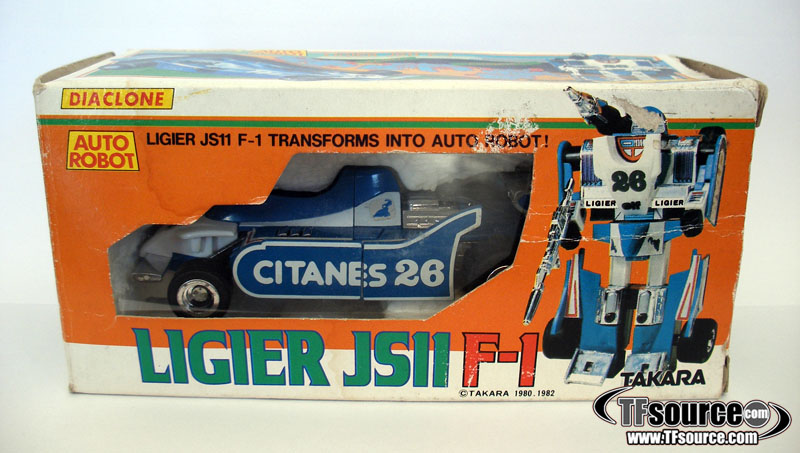 DIACLONE
AUTO
ROBOT
LIGIER JS11 F-1 TRANSFORMS INTO AUTO ROBOT!
26
LIGIER
LIGIER
CITANES 26
LIGIER JS11 F-1
©TAKARA 1980.1982
TAKARA
TFsource.com
www.TFsource.com